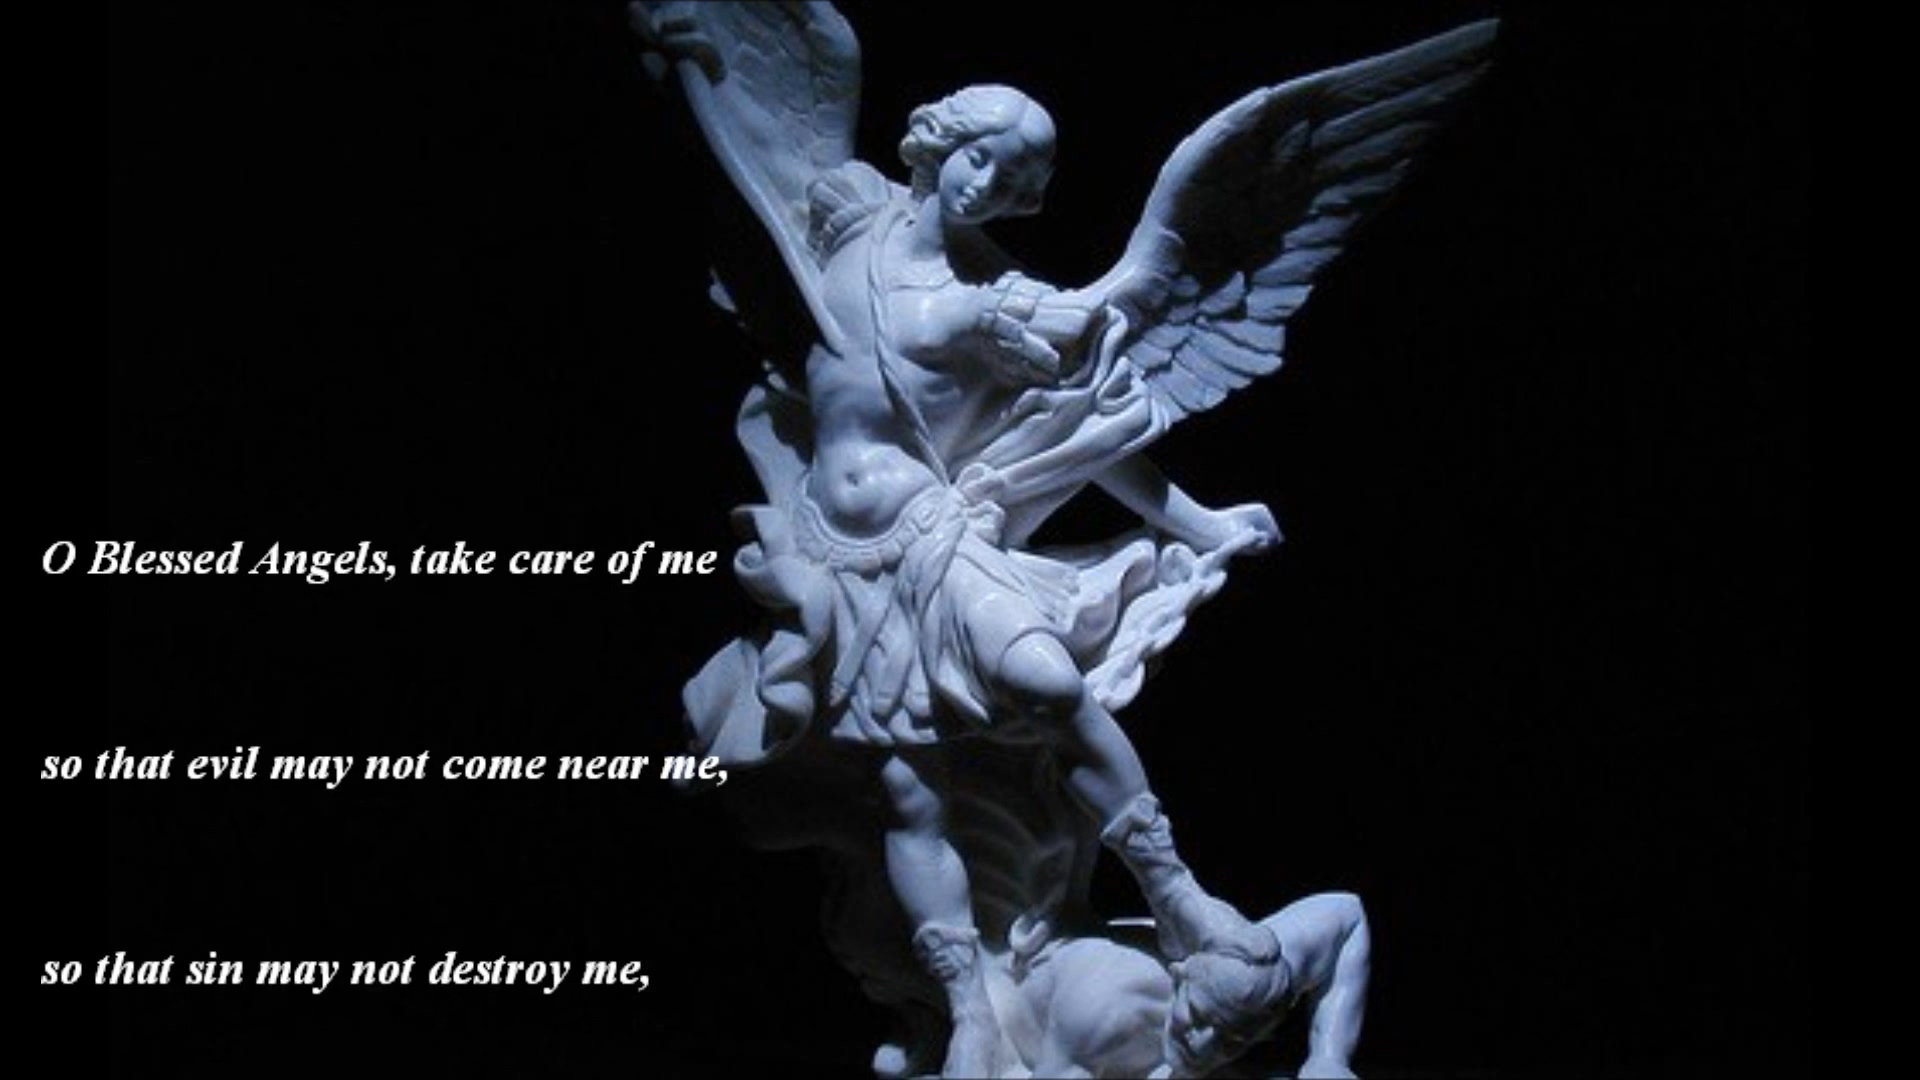 O Blessed Angels, take care of me
so that evil may not come near me,
so that sin may not destroy me,